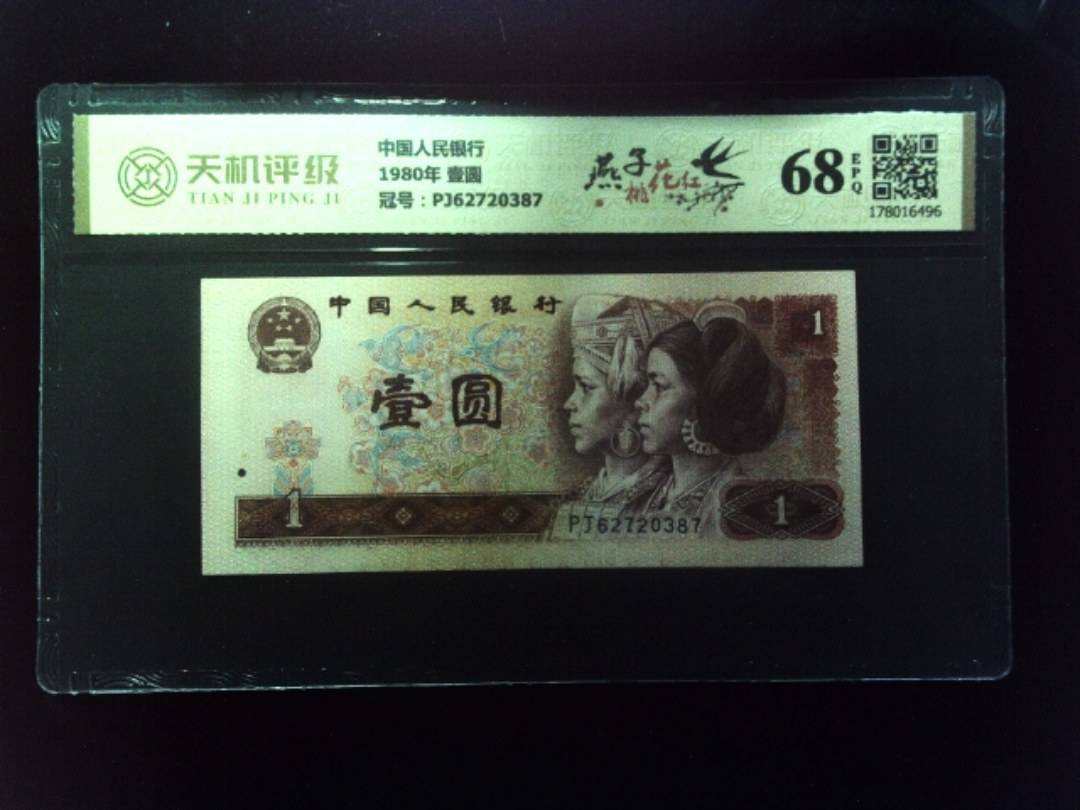 天机评级
TIAN JI PING JI
中国人民银行
1980年 壹圆
冠号：PJ62720387
燕子
桃花红
68
EPQ
178016496
中国人民银行
1
壹圆
1
PJ62720387
1